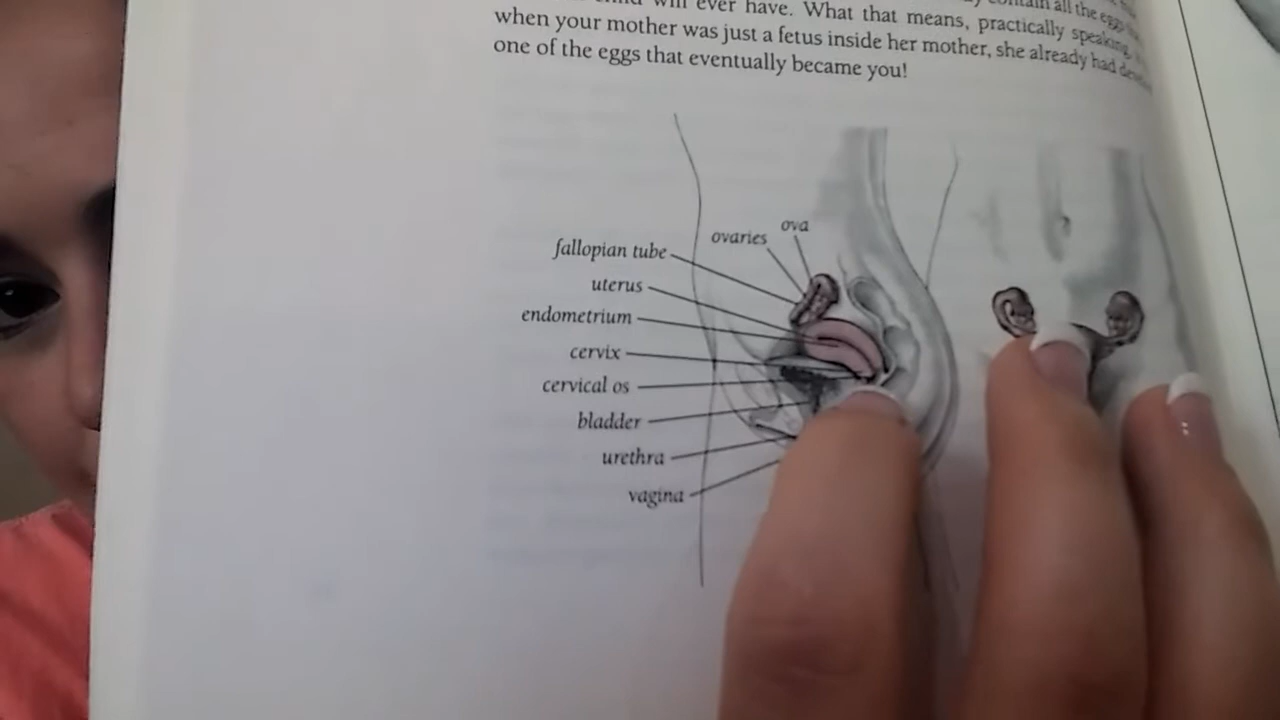 will ever have. What that means, practically speaking,
when your mother was just a fetus inside her mother, she already had
one of the eggs that eventually became you!
ova
ovaries
fallopian tube
uterus
endometrium
cervix
cervical os
bladder
urethra
vagina